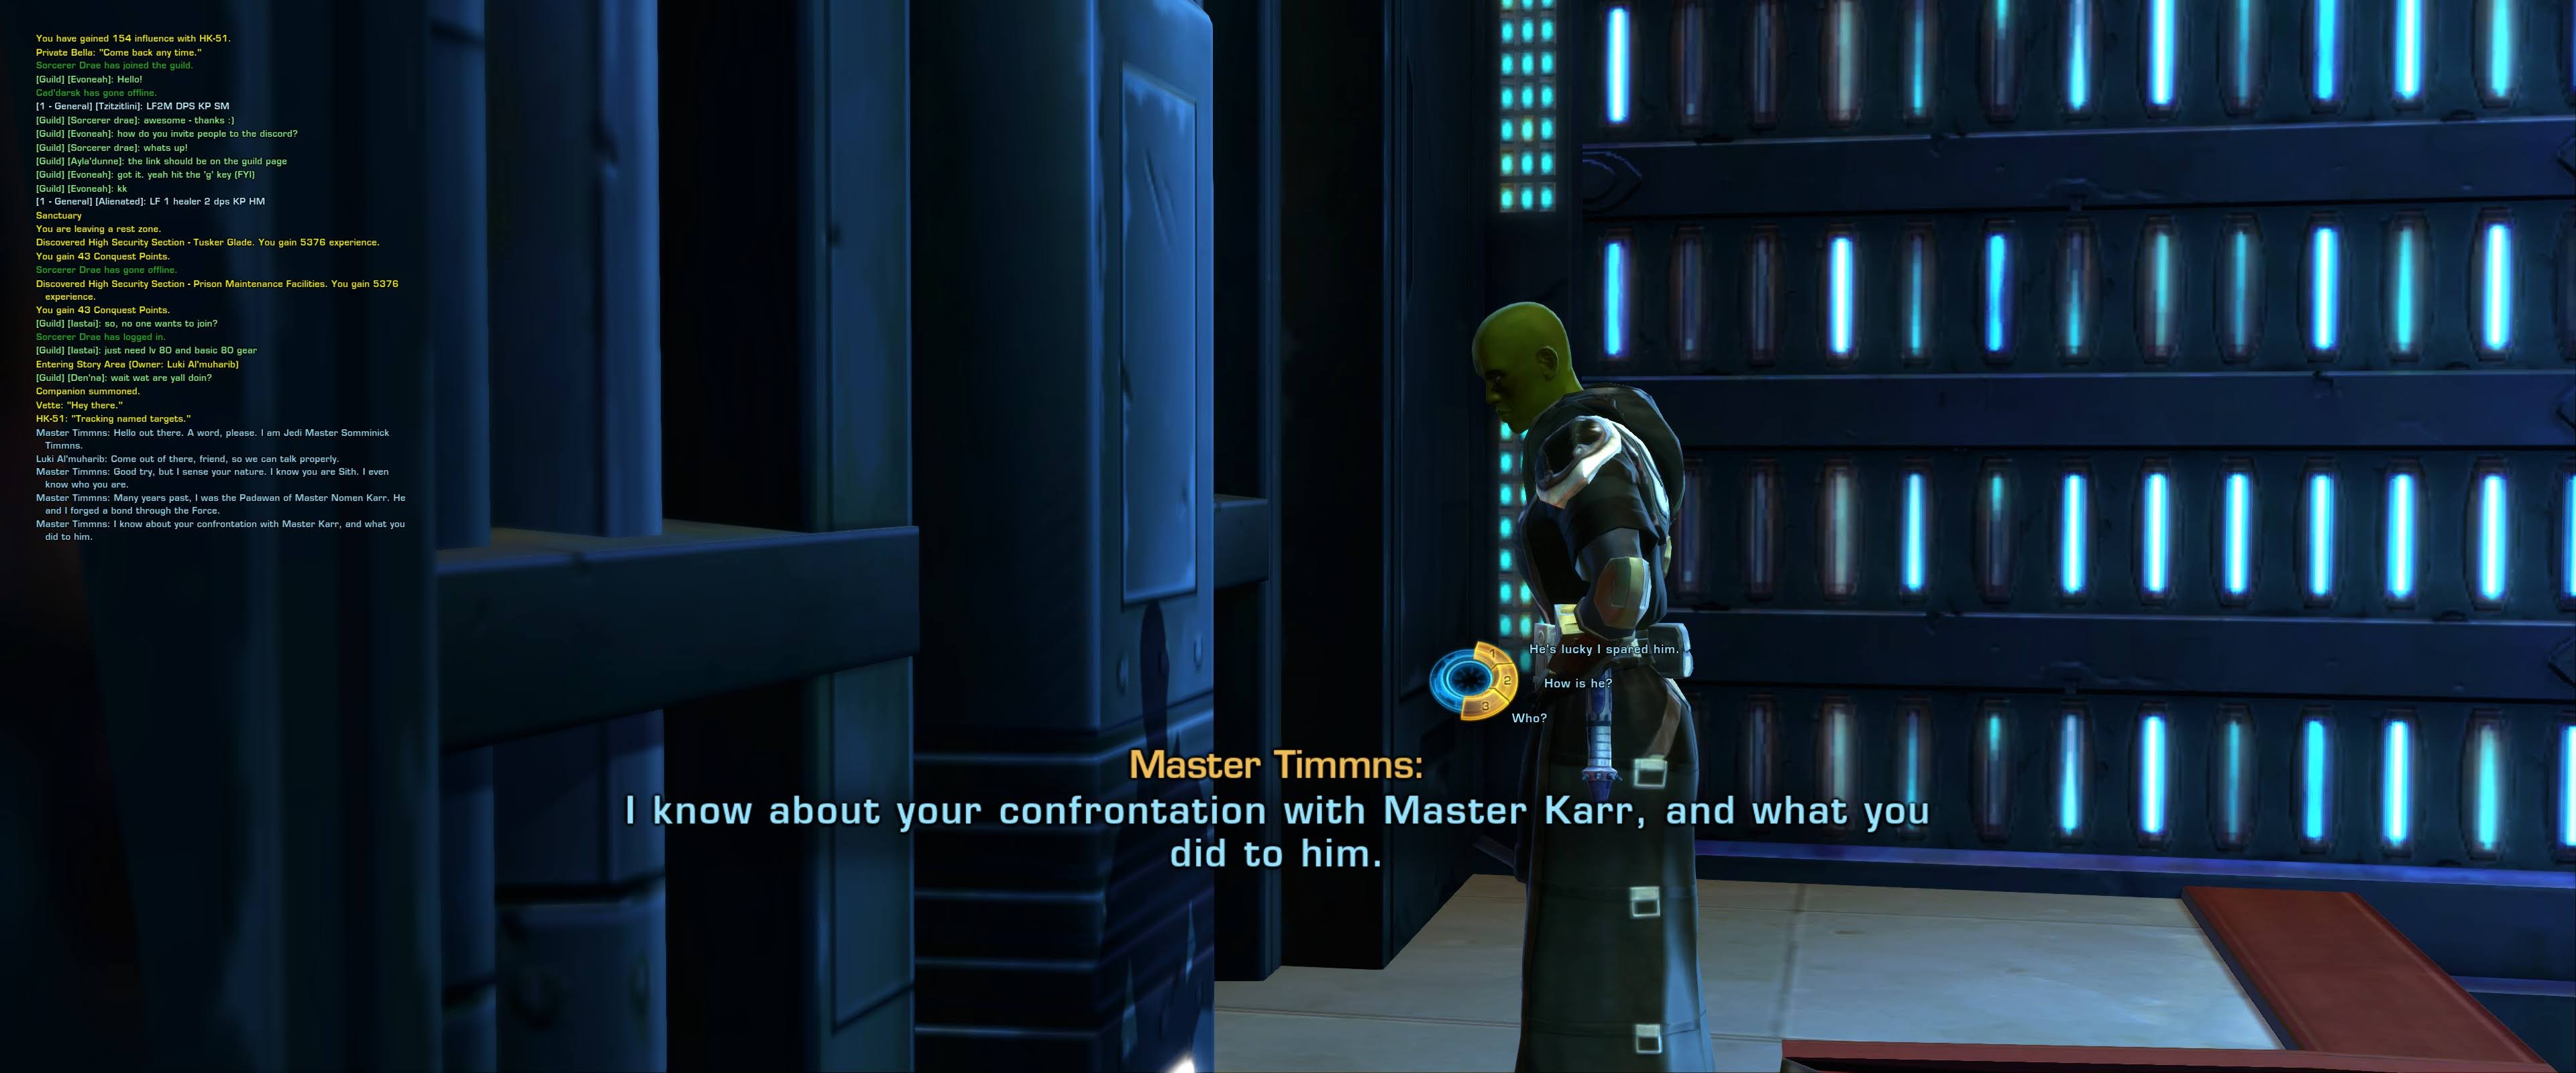 You have gained 154 influence with HK-51.
Private Bella: "Come back any time."
Sorcerer Drae has joined the guild.
[Guild] [Evoneah]: Hello!
Cad'darsk has gone offline.
[1 - General] [Tzitzitlini]: LF2M DPS KP SM
[Guild] [Sorcerer drae]: awesome - thanks :)
[Guild] [Evoneah]: how do you invite people to the discord?
[Guild] [Sorcerer drae]: whats up!
[Guild] [Ayla'dunne]: the link should be on the guild page
[Guild] [Evoneah]: got it. yeah hit the 'g' key (FYI)
[Guild] [Evoneah]: kk
[1 - General] [Alienated]: LF 1 healer 2 dps KP HM
Sanctuary
You are leaving a rest zone.
Discovered High Security Section - Tusker Glade. You gain 5376 experience.
You gain 43 Conquest Points.
Sorcerer Drae has gone offline.
Discovered High Security Section - Prison Maintenance Facilities. You gain 5376
experience.
You gain 43 Conquest Points.
[Guild] [Iastai]: so, no one wants to join?
Sorcerer Drae has logged in.
[Guild] [Iastai]: just need lv 80 and basic 80 gear
Entering Story Area (Owner: Luki Al'muharib)
[Guild] [Den'na]: wait wat are yall doin?
Companion summoned.
Vette: "Hey there."
HK-51: "Tracking named targets."
Master Timmns: Hello out there. A word, please. I am Jedi Master Somminick
Timmns.
Luki Al'muharib: Come out of there, friend, so we can talk properly.
Master Timmns: Good try, but I sense your nature. I know you are Sith. I even
know who you are.
Master Timmns: Many years past, I was the Padawan of Master Nomen Karr. He
and I forged a bond through the Force.
Master Timmns: I know about your confrontation with Master Karr, and what you
did to him.
1 He's lucky I spared him.
2 How is he?
3 Who?
Master Timmns:
I know about your confrontation with Master Karr, and what you
did to him.